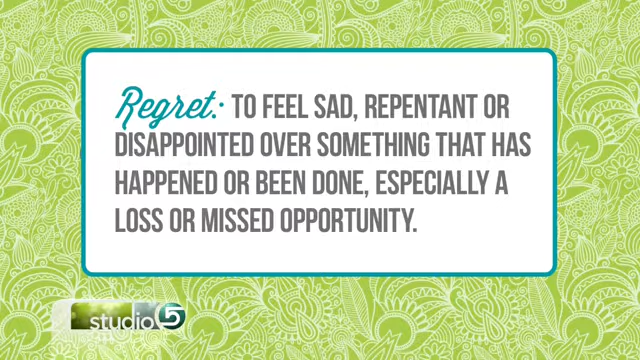 Regret: TO FEEL SAD, REPENTANT OR
DISAPPOINTED OVER SOMETHING THAT HAS
HAPPENED OR BEEN DONE, ESPECIALLY A
LOSS OR MISSED OPPORTUNITY.
studio 5